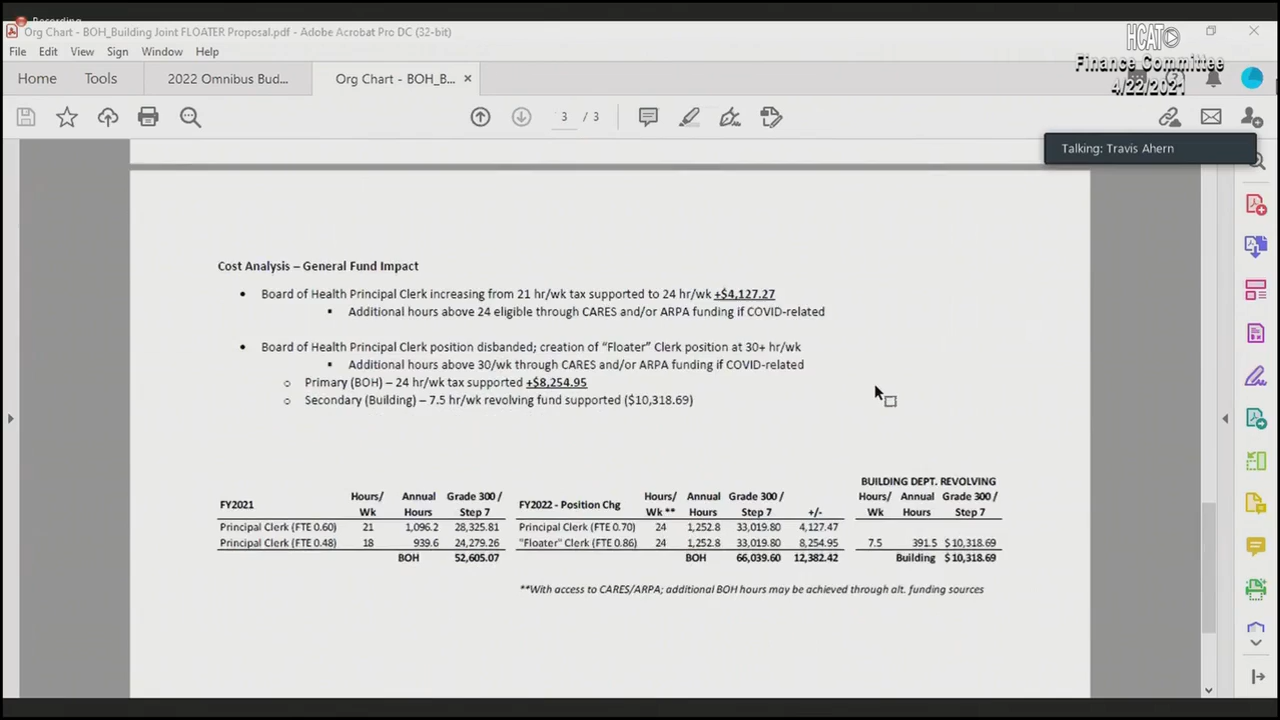 Recording
Org Chart - BOH_Building Joint FLOATER Proposal.pdf - Adobe Acrobat Pro DC (32-bit)
HCAT
File Edit View Sign Window Help
Finance Committee
4/22/2021
Home Tools 2022 Omnibus Bud... Org Chart - BOH_B... ×
3 / 3
Talking: Travis Ahern
Cost Analysis – General Fund Impact
• Board of Health Principal Clerk increasing from 21 hr/wk tax supported to 24 hr/wk +$4,127.27
▪ Additional hours above 24 eligible through CARES and/or ARPA funding if COVID-related
• Board of Health Principal Clerk position disbanded; creation of “Floater” Clerk position at 30+ hr/wk
▪ Additional hours above 30/wk through CARES and/or ARPA funding if COVID-related
○ Primary (BOH) – 24 hr/wk tax supported +$8,254.95
○ Secondary (Building) – 7.5 hr/wk revolving fund supported ($10,318.69)
BUILDING DEPT. REVOLVING
FY2021 Hours/ Wk Annual Hours Grade 300 / Step 7 FY2022 - Position Chg Hours/ Wk ** Annual Hours Grade 300 / Step 7 +/- Hours/ Wk Annual Hours Grade 300 / Step 7
Principal Clerk (FTE 0.60) 21 1,096.2 28,325.81 Principal Clerk (FTE 0.70) 24 1,252.8 33,019.80 4,127.47
Principal Clerk (FTE 0.48) 18 939.6 24,279.26 "Floater" Clerk (FTE 0.86) 24 1,252.8 33,019.80 8,254.95 7.5 391.5 $10,318.69
BOH 52,605.07 BOH 66,039.60 12,382.42 Building $10,318.69
**With access to CARES/ARPA; additional BOH hours may be achieved through alt. funding sources